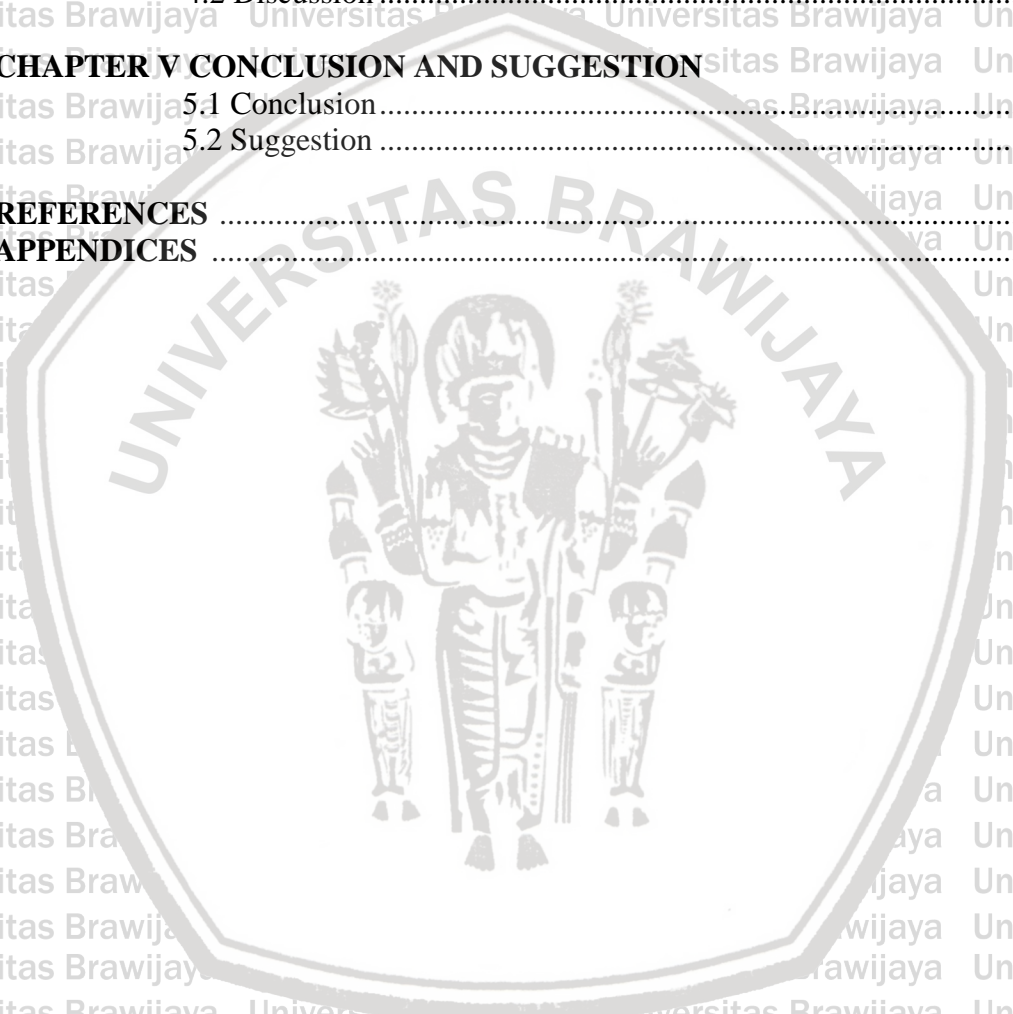 4.2 Discussion ........................................................................................
CHAPTER V CONCLUSION AND SUGGESTION
5.1 Conclusion........................................................................................
5.2 Suggestion ........................................................................................
REFERENCES ........................................................................................
APPENDICES ........................................................................................
UNIVERSITAS BRAWIJAYA